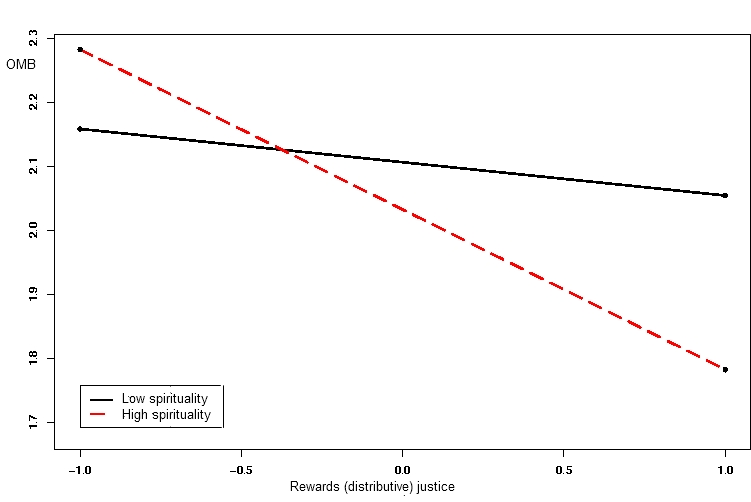 2.3
OMB
2.2
2.1
2.0
1.9
1.8
1.7
Low spirituality
High spirituality
−1.0 −0.5 0.0 0.5 1.0
Rewards (distributive) justice